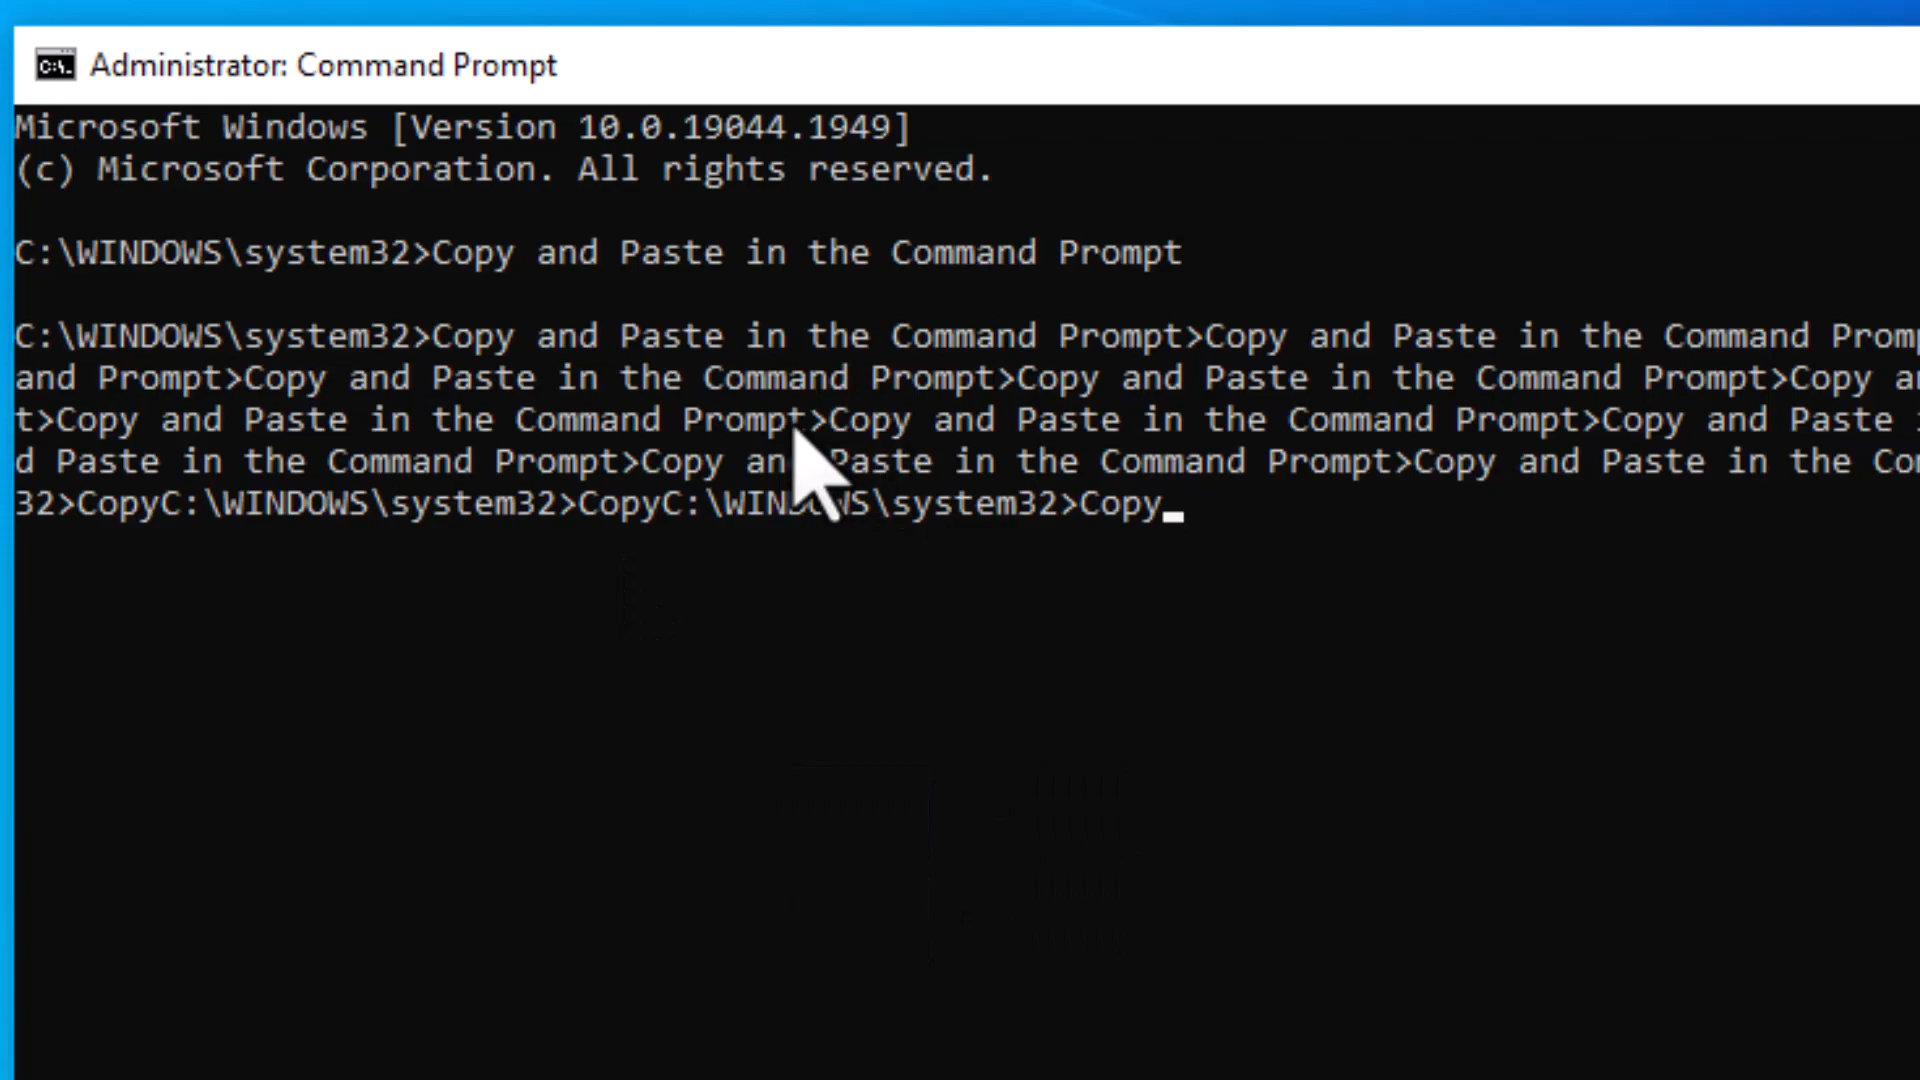 Administrator: Command Prompt
Microsoft Windows [Version 10.0.19044.1949]
(c) Microsoft Corporation. All rights reserved.
C:\WINDOWS\system32>Copy and Paste in the Command Prompt
C:\WINDOWS\system32>Copy and Paste in the Command Prompt>Copy and Paste in the Command Prom
and Prompt>Copy and Paste in the Command Prompt>Copy and Paste in the Command Prompt>Copy a
t>Copy and Paste in the Command Prompt>Copy and Paste in the Command Prompt>Copy and Paste
d Paste in the Command Prompt>Copy and Paste in the Command Prompt>Copy and Paste in the Co
32>CopyC:\WINDOWS\system32>CopyC:\WINDOWS\system32>Copy